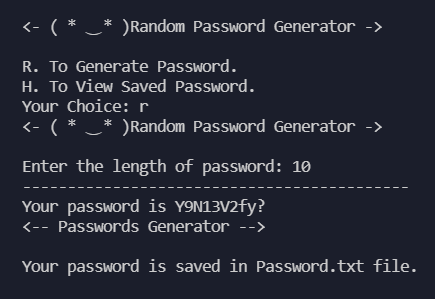 <- ( * ‿* )Random Password Generator ->
R. To Generate Password.
H. To View Saved Password.
Your Choice: r
<- ( * ‿* )Random Password Generator ->
Enter the length of password: 10
-------------------------------------------
Your password is Y9N13V2fy?
<-- Passwords Generator -->
Your password is saved in Password.txt file.